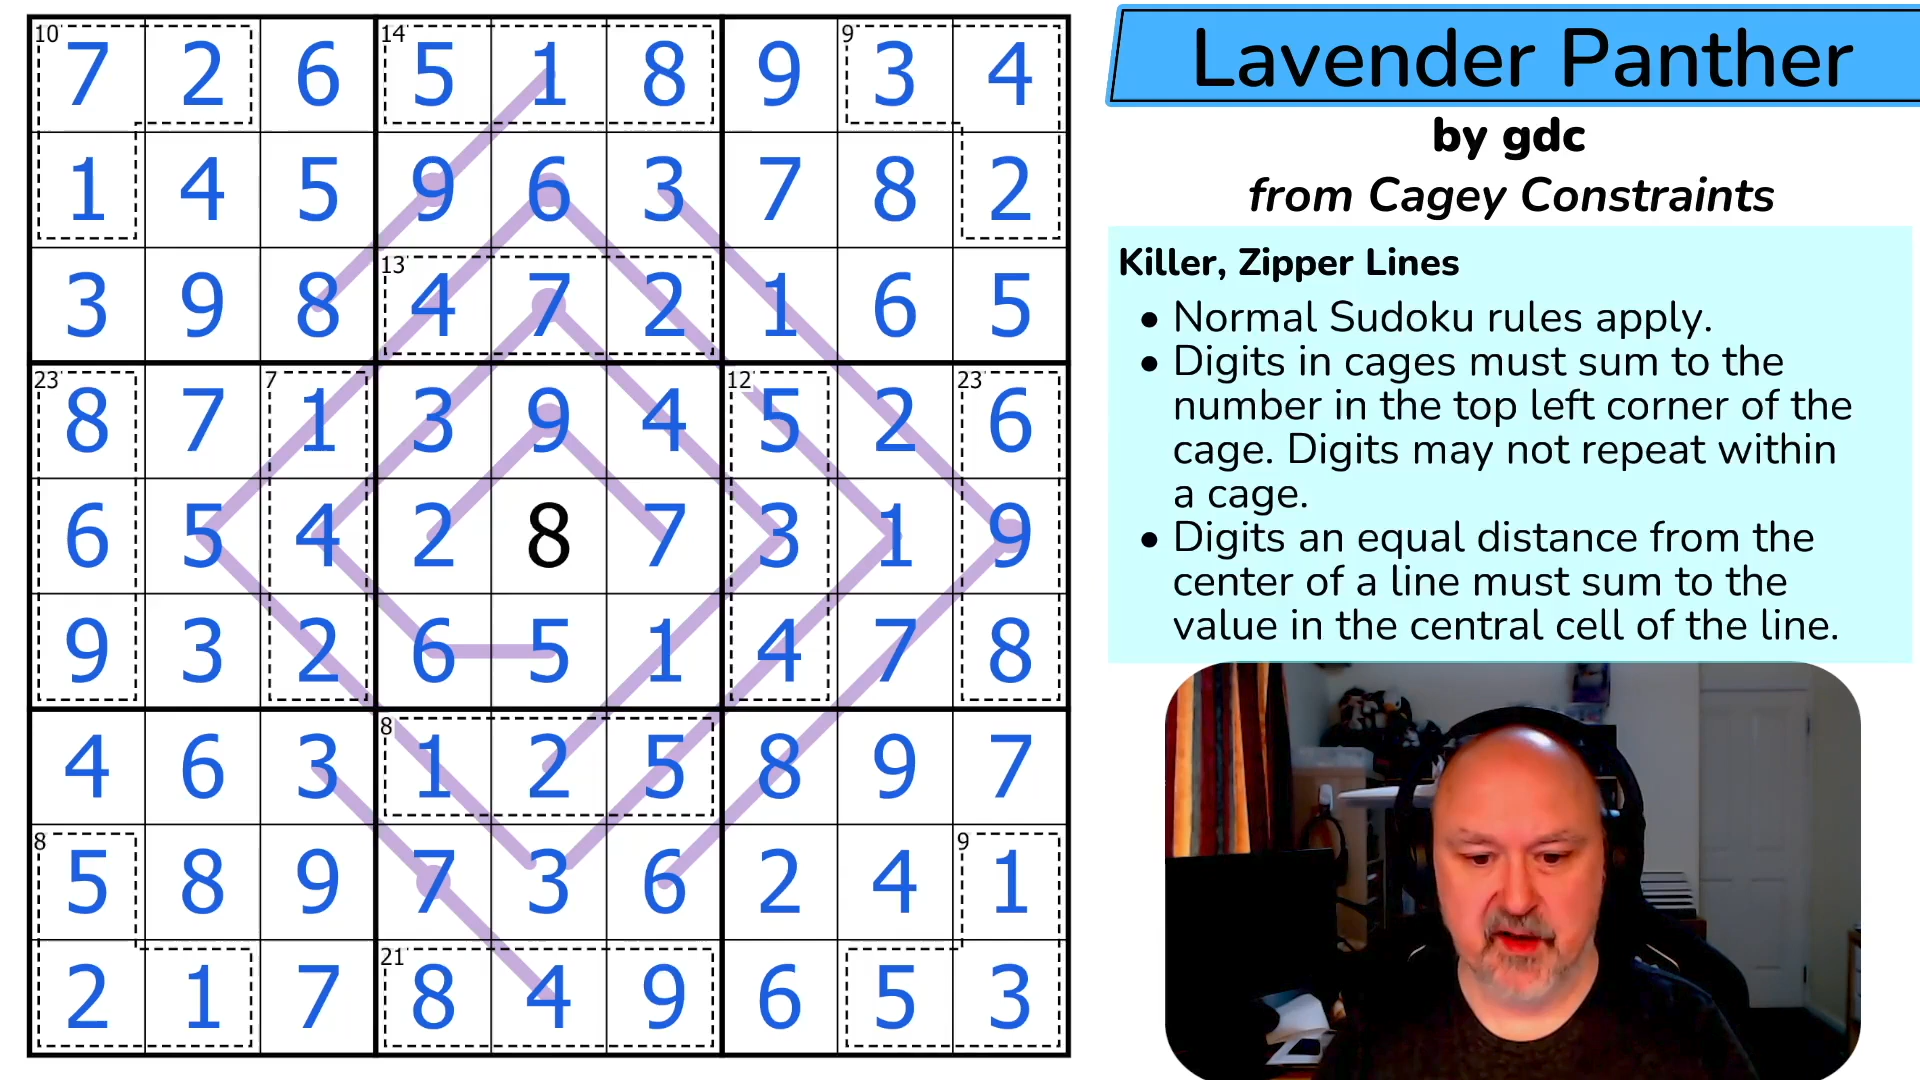 Lavender Panther
by gdc
from Cagey Constraints
Killer, Zipper Lines
• Normal Sudoku rules apply.
• Digits in cages must sum to the
number in the top left corner of the
cage. Digits may not repeat within
a cage.
• Digits an equal distance from the
center of a line must sum to the
value in the central cell of the line.
10 14 9
7 2 6 5 1 8 9 3 4
1 4 5 9 6 3 7 8 2
13
3 9 8 4 7 2 1 6 5
23 7 12 23
8 7 1 3 9 4 5 2 6
6 5 4 2 8 7 3 1 9
9 3 2 6 5 1 4 7 8
8
4 6 3 1 2 5 8 9 7
8 9
5 8 9 7 3 6 2 4 1
21
2 1 7 8 4 9 6 5 3